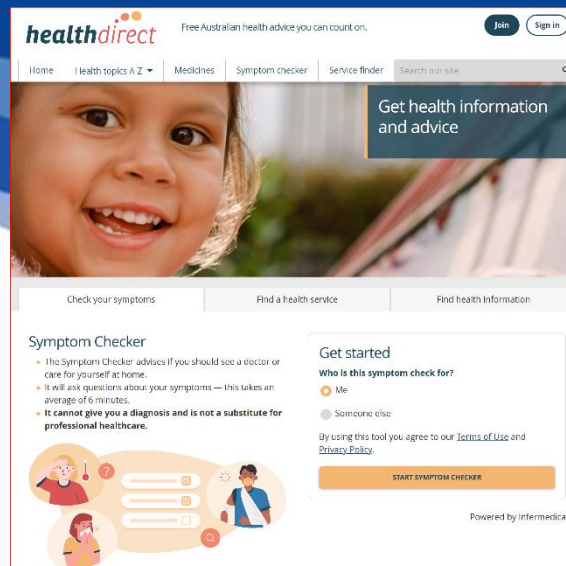 healthdirect
Free Australian health advice you can count on.
Join
Sign in
Home
Health topics A-Z
Medicines
Symptom checker
Service finder
Search our site
Get health information
and advice
Check your symptoms
Find a health service
Find health information
Symptom Checker
The Symptom Checker advises if you should see a doctor or
care for yourself at home.
It will ask questions about your symptoms — this takes an
average of 6 minutes.
It cannot give you a diagnosis and is not a substitute for
professional healthcare.
?
Get started
Who is this symptom check for?
Me
Someone else
By using this tool you agree to our Terms of Use and
Privacy Policy.
START SYMPTOM CHECKER
Powered by Infermedica